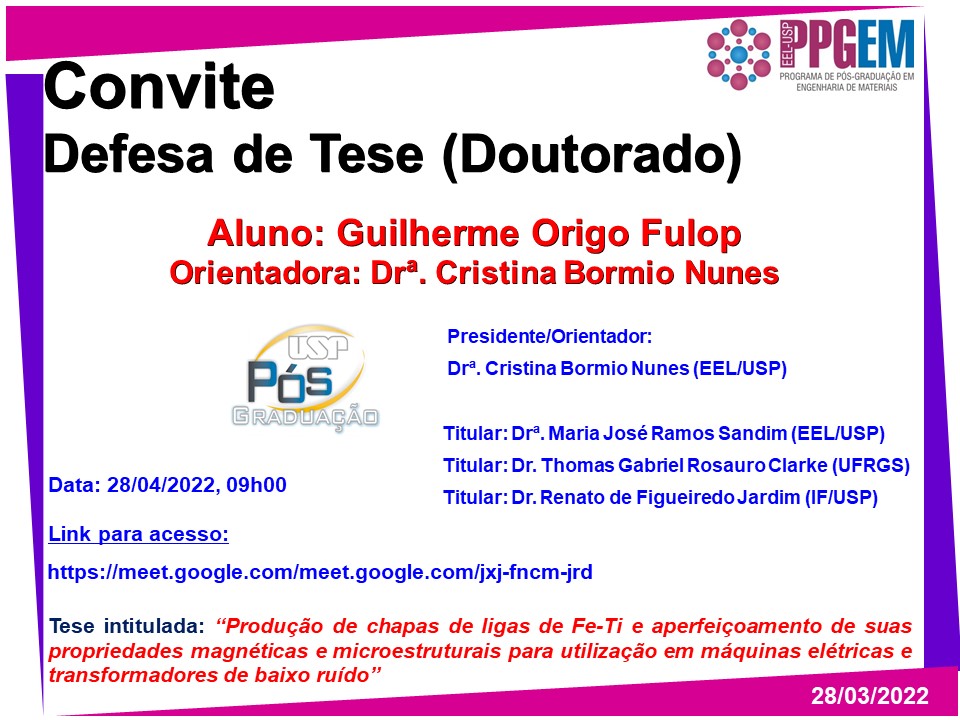 EEL-USP
PPGEM
PROGRAMA DE PÓS-GRADUAÇÃO EM
ENGENHARIA DE MATERIAIS
Convite
Defesa de Tese (Doutorado)
Aluno: Guilherme Origo Fulop
Orientadora: Drª. Cristina Bormio Nunes
USP
Pós
GRADUAÇÃO
Presidente/Orientador:
Drª. Cristina Bormio Nunes (EEL/USP)
Titular: Drª. Maria José Ramos Sandim (EEL/USP)
Titular: Dr. Thomas Gabriel Rosauro Clarke (UFRGS)
Titular: Dr. Renato de Figueiredo Jardim (IF/USP)
Data: 28/04/2022, 09h00
Link para acesso:
https://meet.google.com/meet.google.com/jxj-fncm-jrd
Tese intitulada: “Produção de chapas de ligas de Fe-Ti e aperfeiçoamento de suas
propriedades magnéticas e microestruturais para utilização em máquinas elétricas e
transformadores de baixo ruído”
28/03/2022